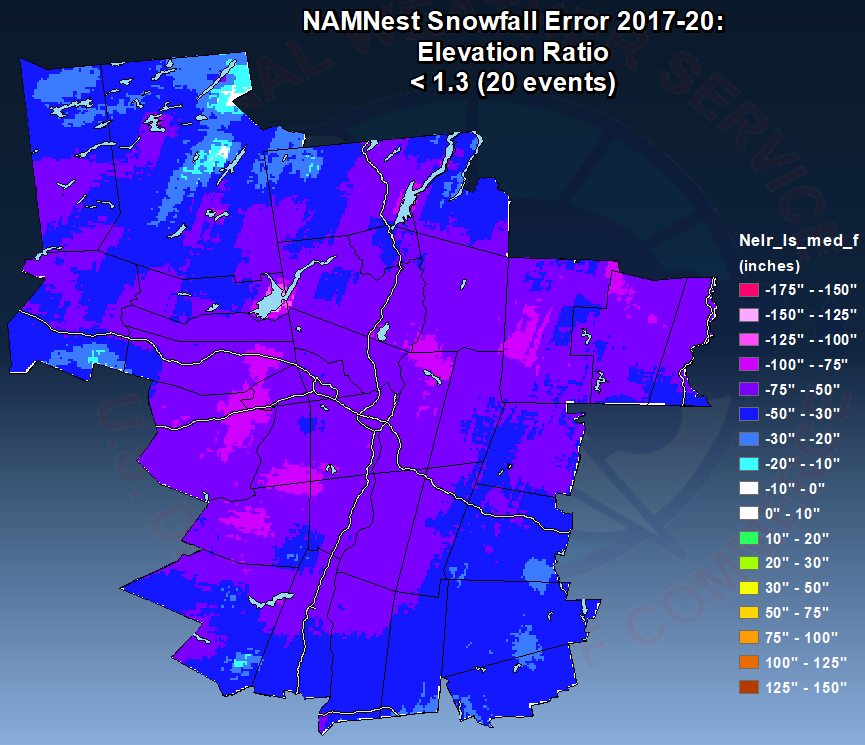 NAMNest Snowfall Error 2017-20:
Elevation Ratio
< 1.3 (20 events)
Nelr_ls_med_f
(inches)
-175" - -150"
-150" - -125"
-125" - -100"
-100" - -75"
-75" - -50"
-50" - -30"
-30" - -20"
-20" - -10"
-10" - 0"
0" - 10"
10" - 20"
20" - 30"
30" - 50"
50" - 75"
75" - 100"
100" - 125"
125" - 150"